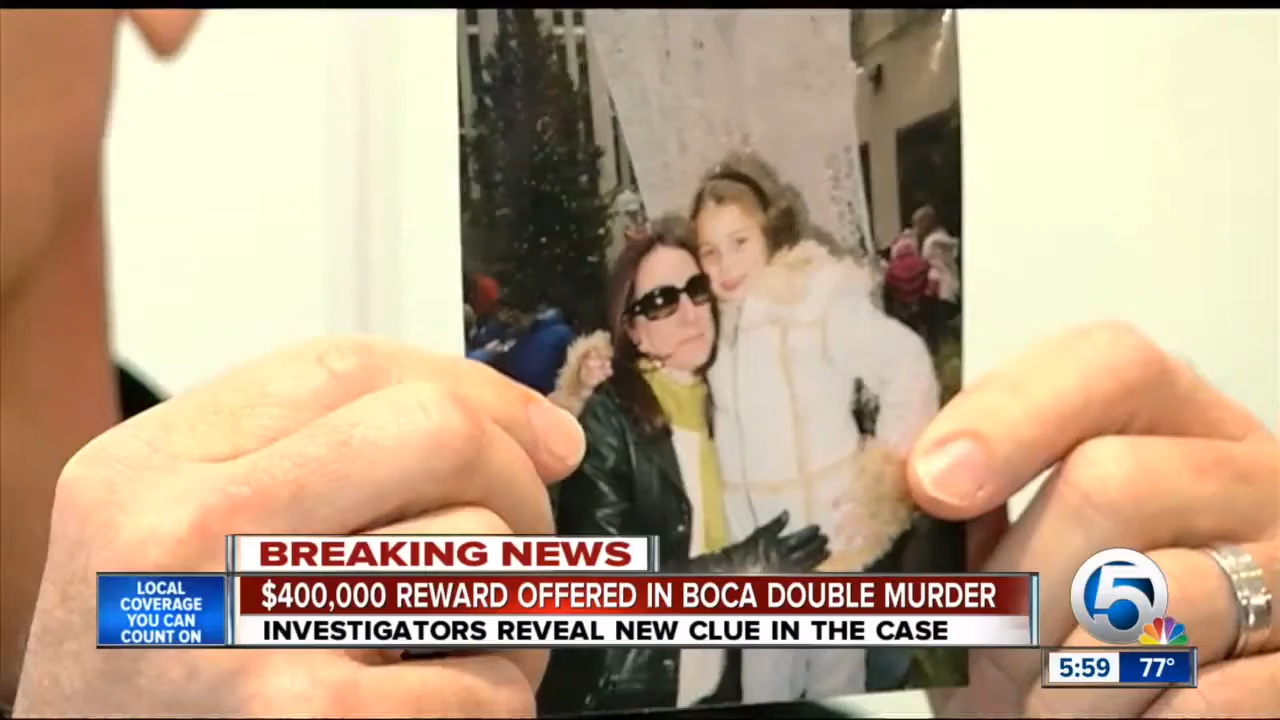 BREAKING NEWS
$400,000 REWARD OFFERED IN BOCA DOUBLE MURDER
INVESTIGATORS REVEAL NEW CLUE IN THE CASE
LOCAL
COVERAGE
YOU CAN
COUNT ON
5
5:59 77°